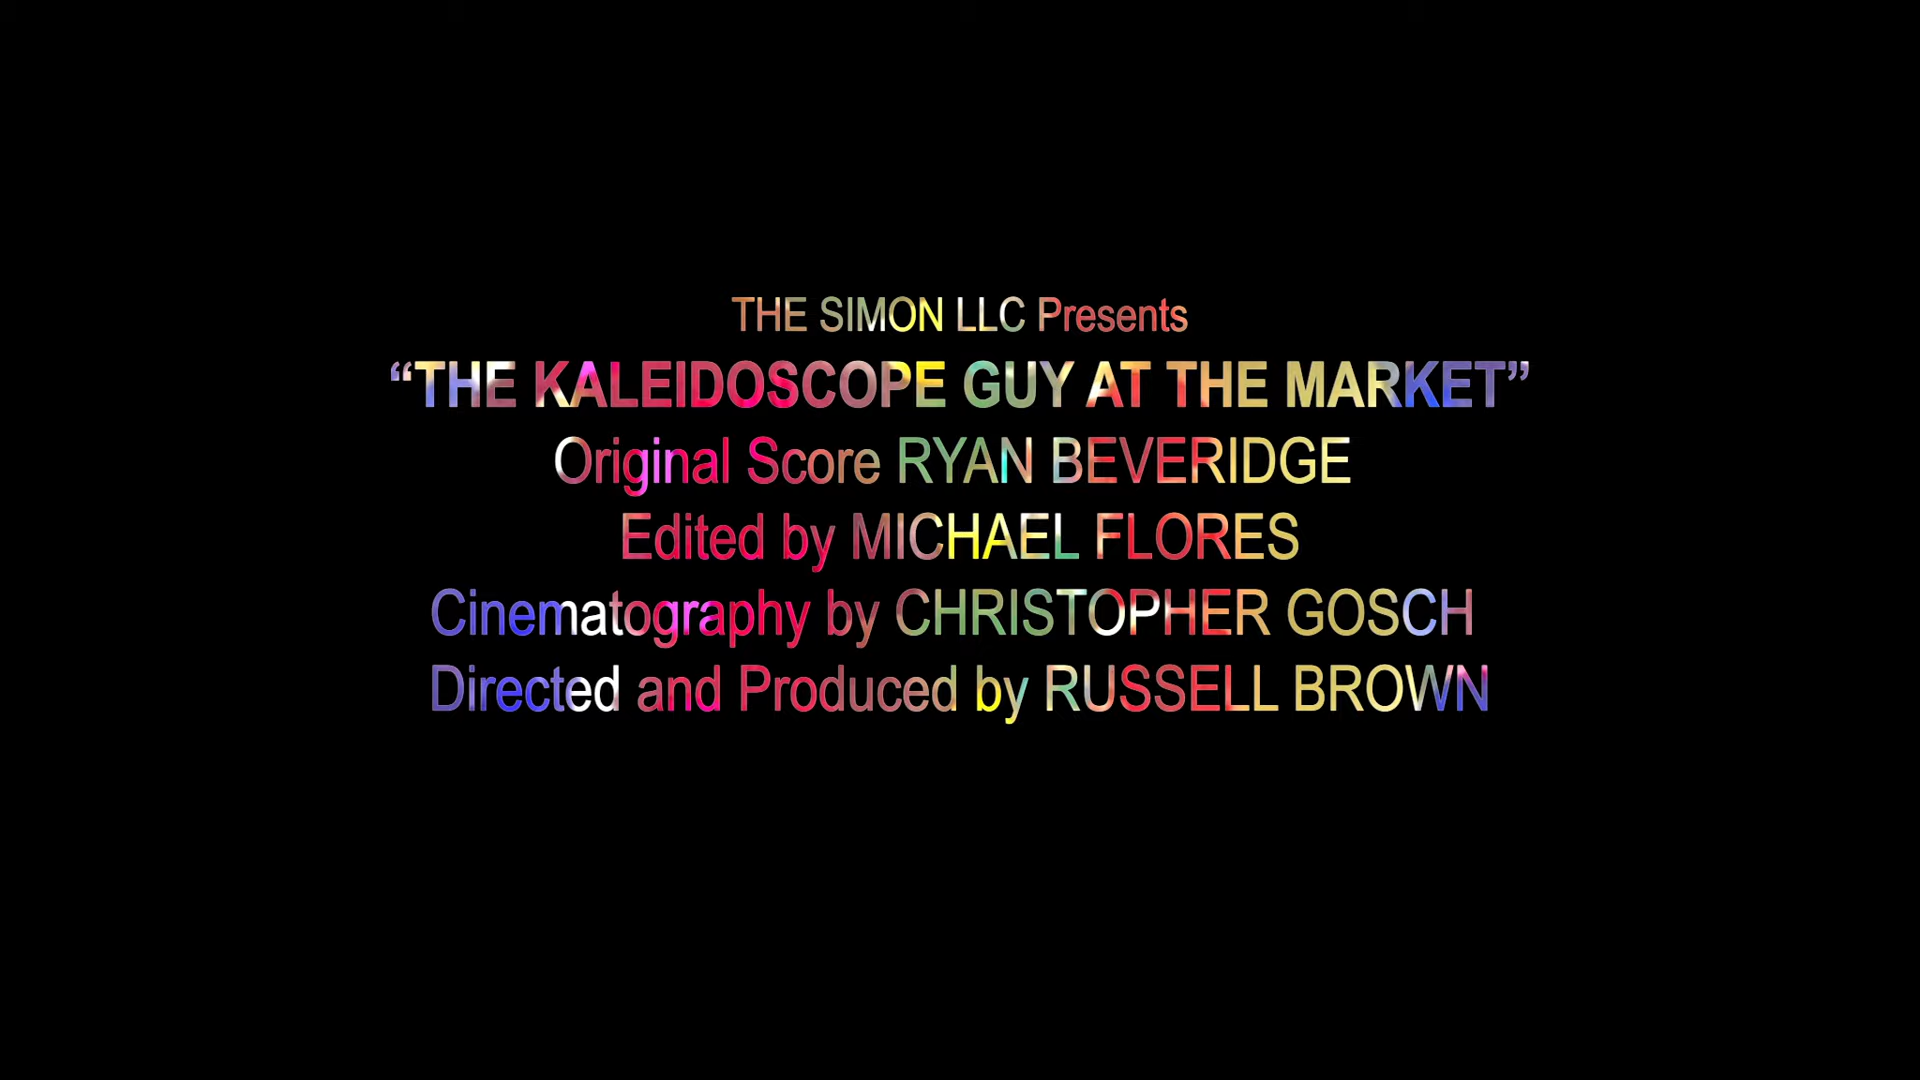 THE SIMON LLC Presents
“THE KALEIDOSCOPE GUY AT THE MARKET”
Original Score RYAN BEVERIDGE
Edited by MICHAEL FLORES
Cinematography by CHRISTOPHER GOSCH
Directed and Produced by RUSSELL BROWN